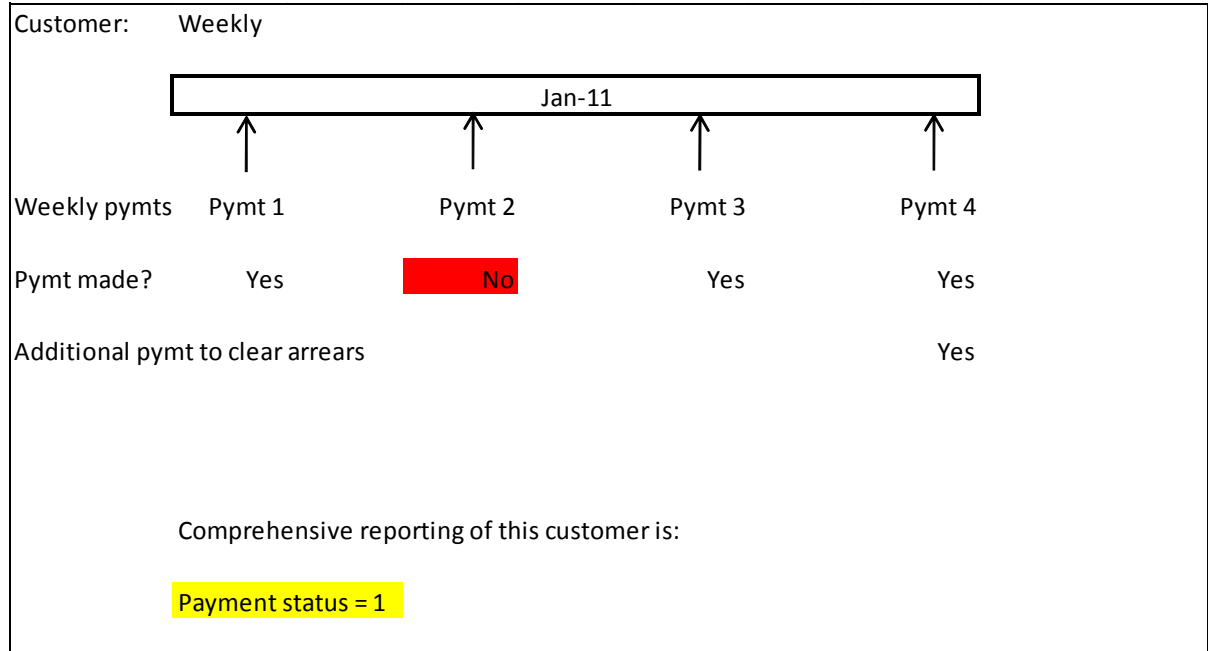 Customer: Weekly
Jan-11
Weekly pymts Pymt 1 Pymt 2 Pymt 3 Pymt 4
Pymt made? Yes No Yes Yes
Additional pymt to clear arrears Yes
Comprehensive reporting of this customer is:
Payment status = 1